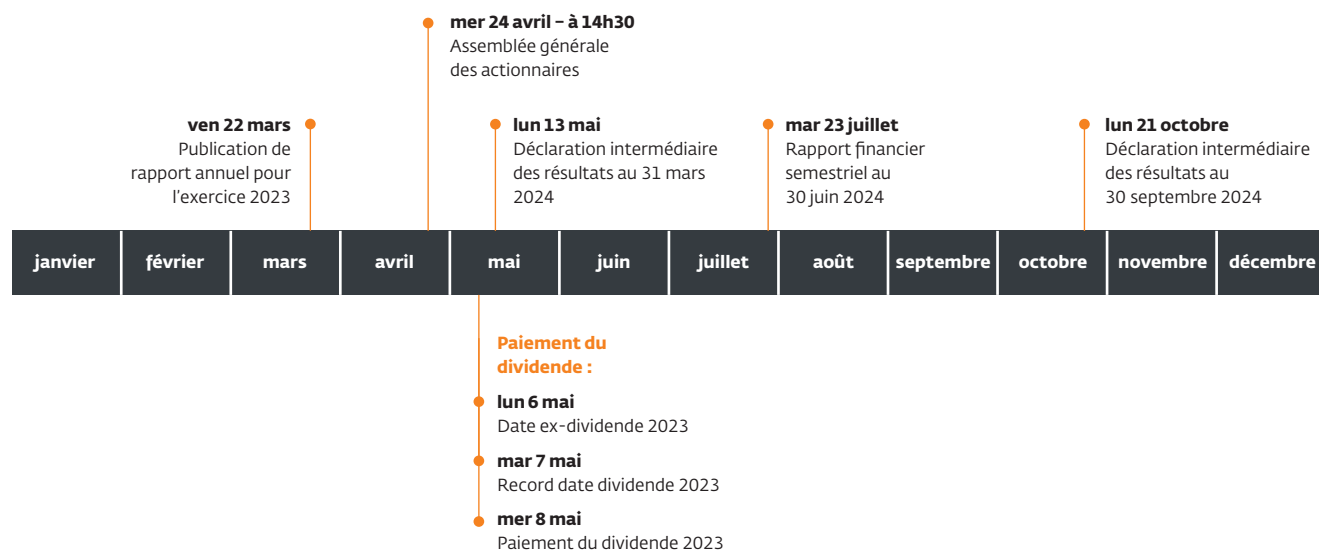 mer 24 avril – à 14h30
Assemblée générale
des actionnaires
ven 22 mars
Publication de
rapport annuel pour
l'exercice 2023
lun 13 mai
Déclaration intermédiaire
des résultats au 31 mars
2024
mar 23 juillet
Rapport financier
semestriel au
30 juin 2024
lun 21 octobre
Déclaration intermédiaire
des résultats au
30 septembre 2024
janvier février mars avril mai juin juillet août septembre octobre novembre décembre
Paiement du
dividende :
lun 6 mai
Date ex-dividende 2023
mar 7 mai
Record date dividende 2023
mer 8 mai
Paiement du dividende 2023